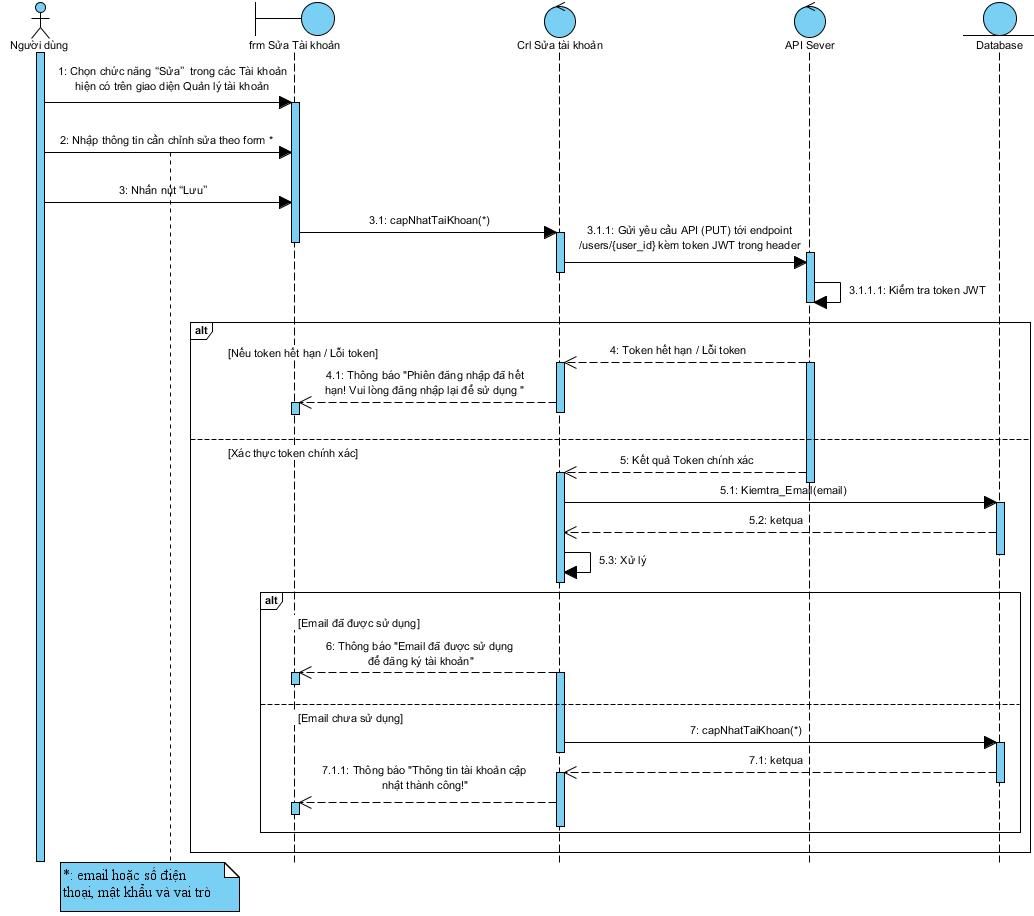 Người dùng
frm Sửa Tài khoản
Crl Sửa tài khoản
API Sever
Database
1: Chọn chức năng “Sửa” trong các Tài khoản
hiện có trên giao diện Quản lý tài khoản
2: Nhập thông tin cần chỉnh sửa theo form *
3: Nhấn nút “Lưu”
3.1: capNhatTaiKhoan(*)
3.1.1: Gửi yêu cầu API (PUT) tới endpoint
/users/{user_id} kèm token JWT trong header
3.1.1.1: Kiểm tra token JWT
alt
[Nếu token hết hạn / Lỗi token]
4: Token hết hạn / Lỗi token
4.1: Thông báo "Phiên đăng nhập đã hết
hạn! Vui lòng đăng nhập lại để sử dụng "
[Xác thực token chính xác]
5: Kết quả Token chính xác
5.1: Kiemtra_Email(email)
5.2: ketqua
5.3: Xử lý
alt
[Email đã được sử dụng]
6: Thông báo "Email đã được sử dụng
để đăng ký tài khoản"
[Email chưa sử dụng]
7: capNhatTaiKhoan(*)
7.1: ketqua
7.1.1: Thông báo "Thông tin tài khoản cập
nhật thành công!"
*: email hoặc số điện
thoại, mật khẩu và vai trò